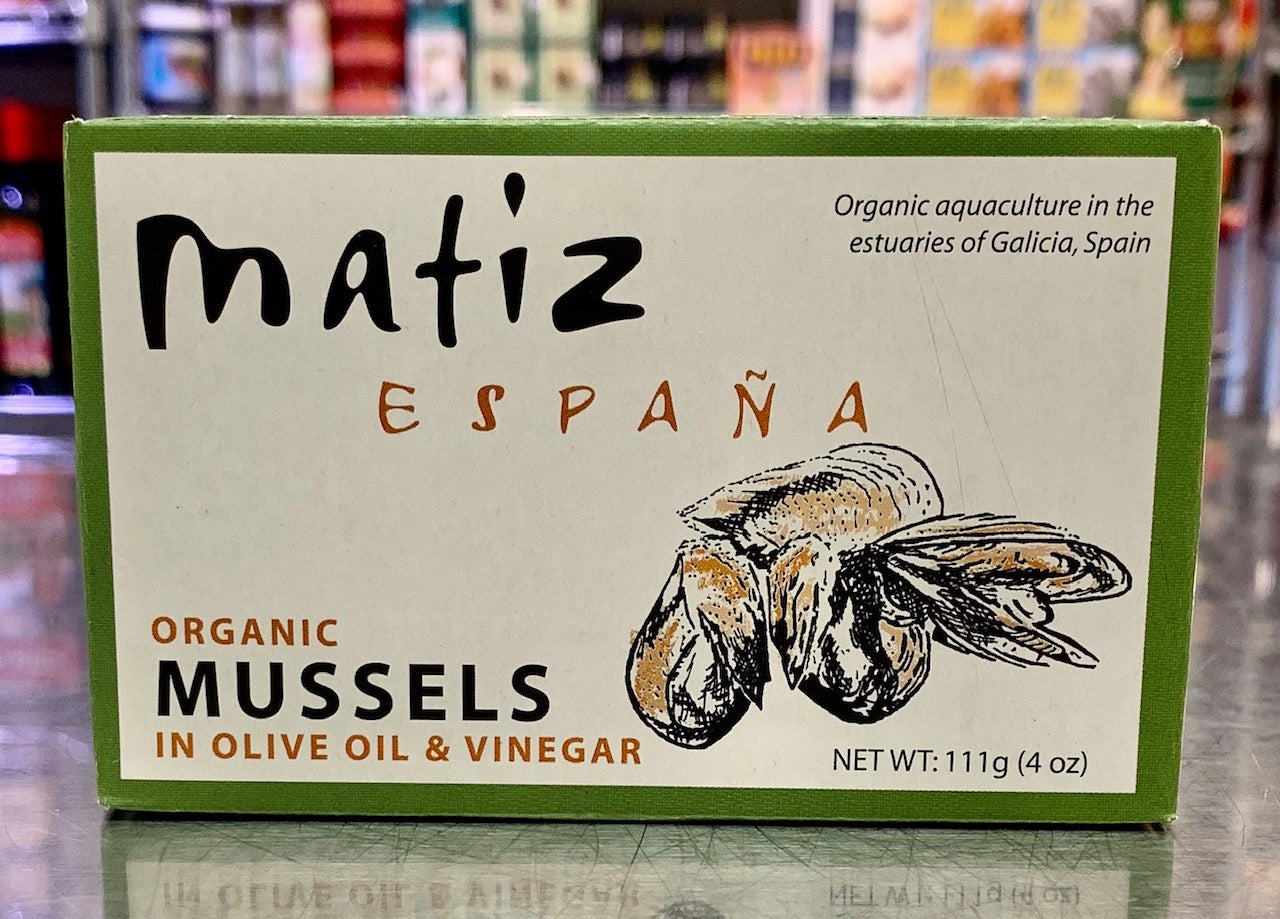 matiz
ESPAÑA
Organic aquaculture in the
estuaries of Galicia, Spain
ORGANIC
MUSSELS
IN OLIVE OIL & VINEGAR
NET WT: 111g (4 oz)